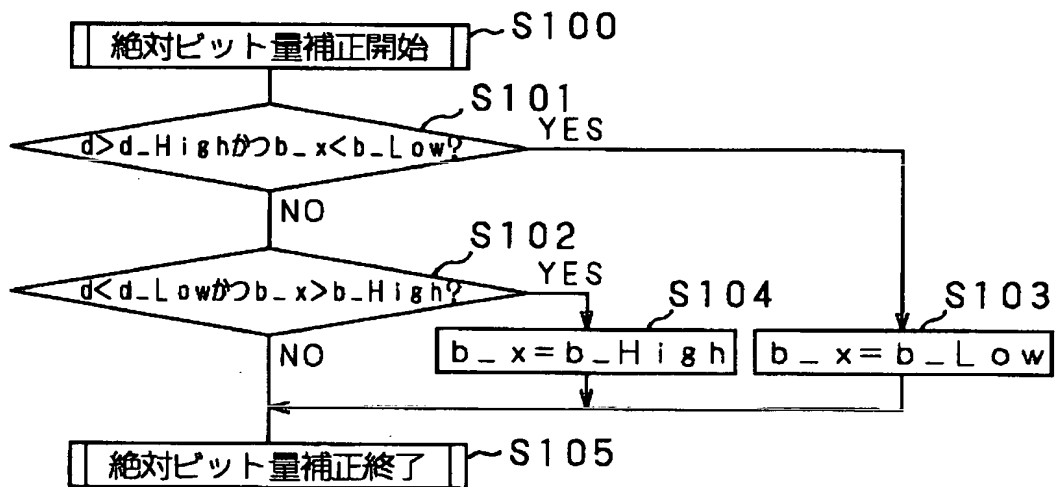 絶対ビット量補正開始
S100
S101
d>d_Highかつb_x<b_Low?
YES
NO
S102
d<d_Lowかつb_x>b_High?
YES
NO
S104
b_x=b_High
S103
b_x=b_Low
絶対ビット量補正終了
S105